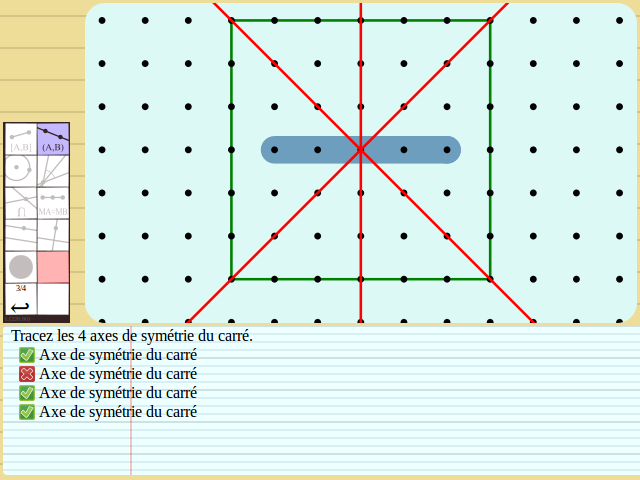 [A,B]
(A,B)
∩
MA=MB
3/4
Tracez les 4 axes de symétrie du carré.
Axe de symétrie du carré
Axe de symétrie du carré
Axe de symétrie du carré
Axe de symétrie du carré